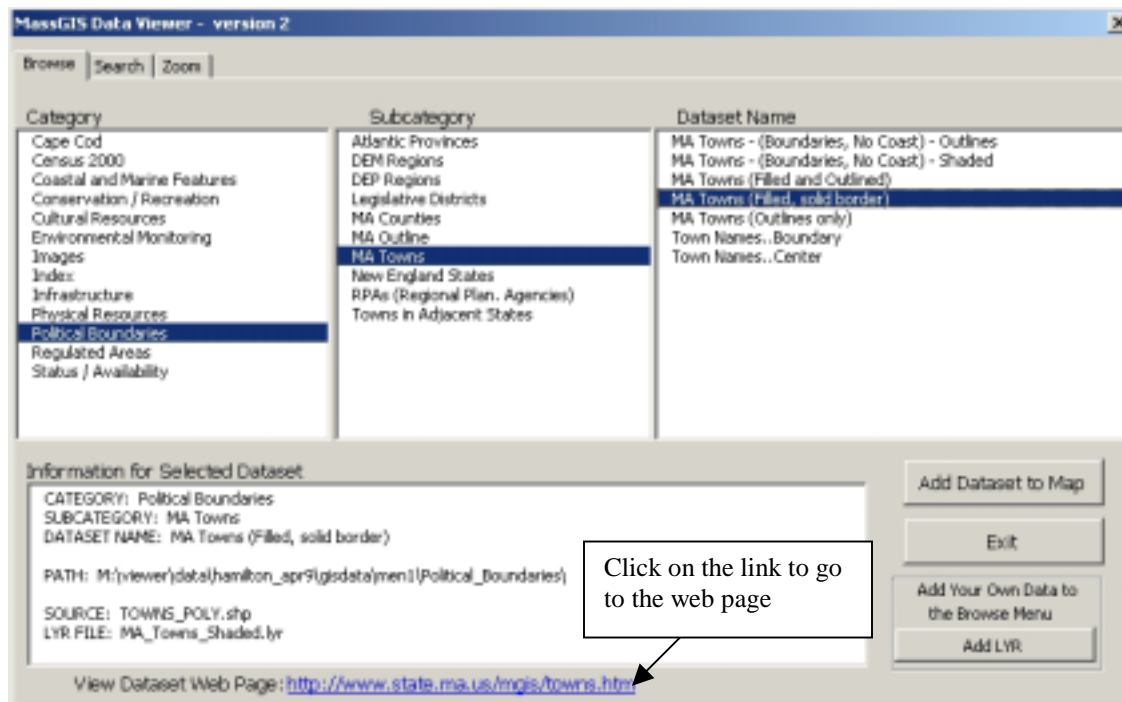 MassGIS Data Viewer - version 2
Browse Search Zoom
Category
Cape Cod
Census 2000
Coastal and Marine Features
Conservation / Recreation
Cultural Resources
Environmental Monitoring
Images
Index
Infrastructure
Physical Resources
Political Boundaries
Regulated Areas
Status / Availability
Subcategory
Atlantic Provinces
DEM Regions
DEP Regions
Legislative Districts
MA Counties
MA Outline
MA Towns
New England States
RPAs (Regional Plan. Agencies)
Towns in Adjacent States
Dataset Name
MA Towns - (Boundaries, No Coast) - Outlines
MA Towns - (Boundaries, No Coast) - Shaded
MA Towns (Filled and Outlined)
MA Towns (Filled, solid border)
MA Towns (Outlines only)
Town Names..Boundary
Town Names..Center
Information for Selected Dataset
CATEGORY: Political Boundaries
SUBCATEGORY: MA Towns
DATASET NAME: MA Towns (Filled, solid border)
PATH: M:\viewer\data\hamilton_apr9\gisdata\men1\Political_Boundaries\
SOURCE: TOWNS_POLY.shp
LYR FILE: MA_Towns_Shaded.lyr
Click on the link to go
to the web page
Add Dataset to Map
Exit
Add Your Own Data to
the Browse Menu
Add LYR
View Dataset Web Page: http://www.state.ma.us/mgis/towns.htm